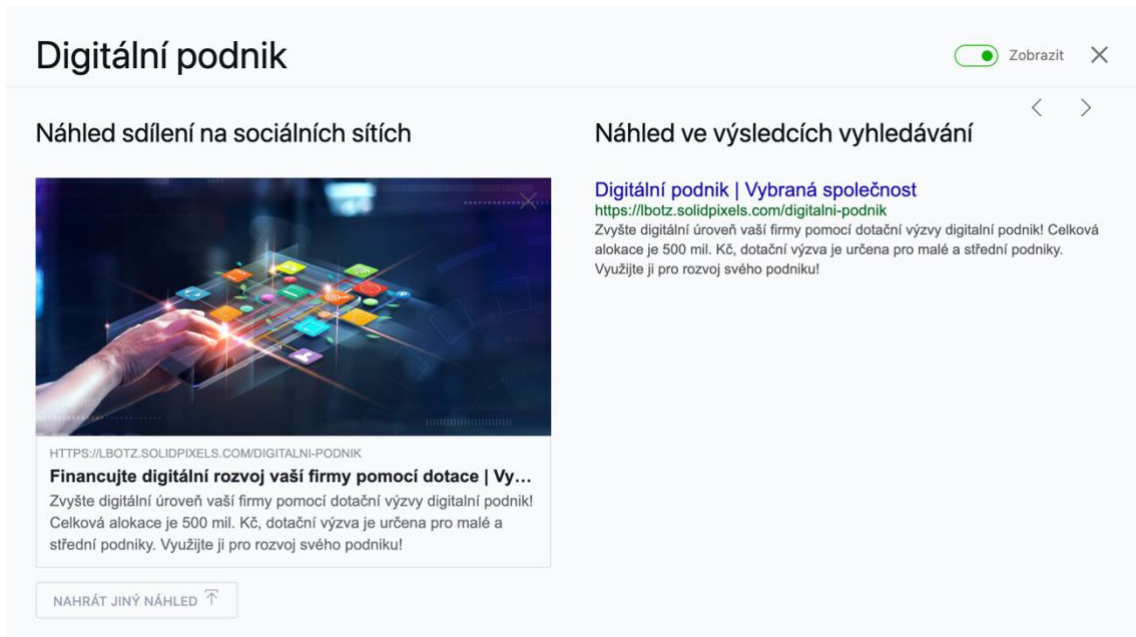 Digitální podnik
Zobrazit
Náhled sdílení na sociálních sítích
HTTPS://LBOTZ.SOLIDPIXELS.COM/DIGITALNI-PODNIK
Financujte digitální rozvoj vaší firmy pomocí dotace | Vy...
Zvyšte digitální úroveň vaší firmy pomocí dotační výzvy digitalní podnik!
Celková alokace je 500 mil. Kč, dotační výzva je určena pro malé a
střední podniky. Využijte ji pro rozvoj svého podniku!
NAHRÁT JINÝ NÁHLED
Náhled ve výsledcích vyhledávání
Digitální podnik | Vybraná společnost
https://lbotz.solidpixels.com/digitalni-podnik
Zvyšte digitální úroveň vaší firmy pomocí dotační výzvy digitalní podnik! Celková
alokace je 500 mil. Kč, dotační výzva je určena pro malé a střední podniky.
Využijte ji pro rozvoj svého podniku!